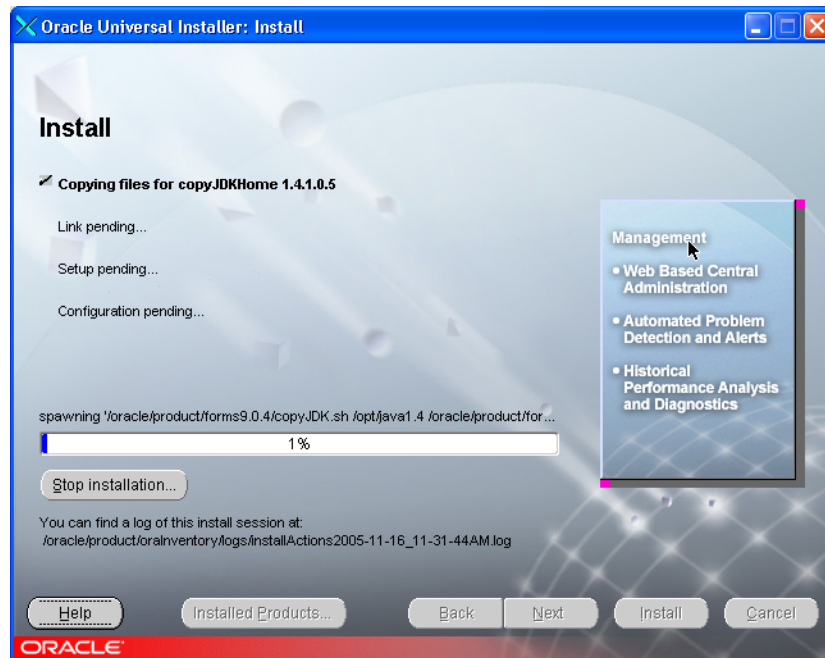 Oracle Universal Installer: Install
Install
Copying files for copyJDKHome 1.4.1.0.5
Link pending...
Setup pending...
Configuration pending...
Management
• Web Based Central
Administration
• Automated Problem
Detection and Alerts
• Historical
Performance Analysis
and Diagnostics
spawning '/oracle/product/forms9.0.4/copyJDK.sh /opt/java1.4 /oracle/product/for...
1%
Stop installation...
You can find a log of this install session at:
/oracle/product/oraInventory/logs/installActions2005-11-16_11-31-44AM.log
Help
Installed Products...
Back
Next
Install
Cancel
ORACLE